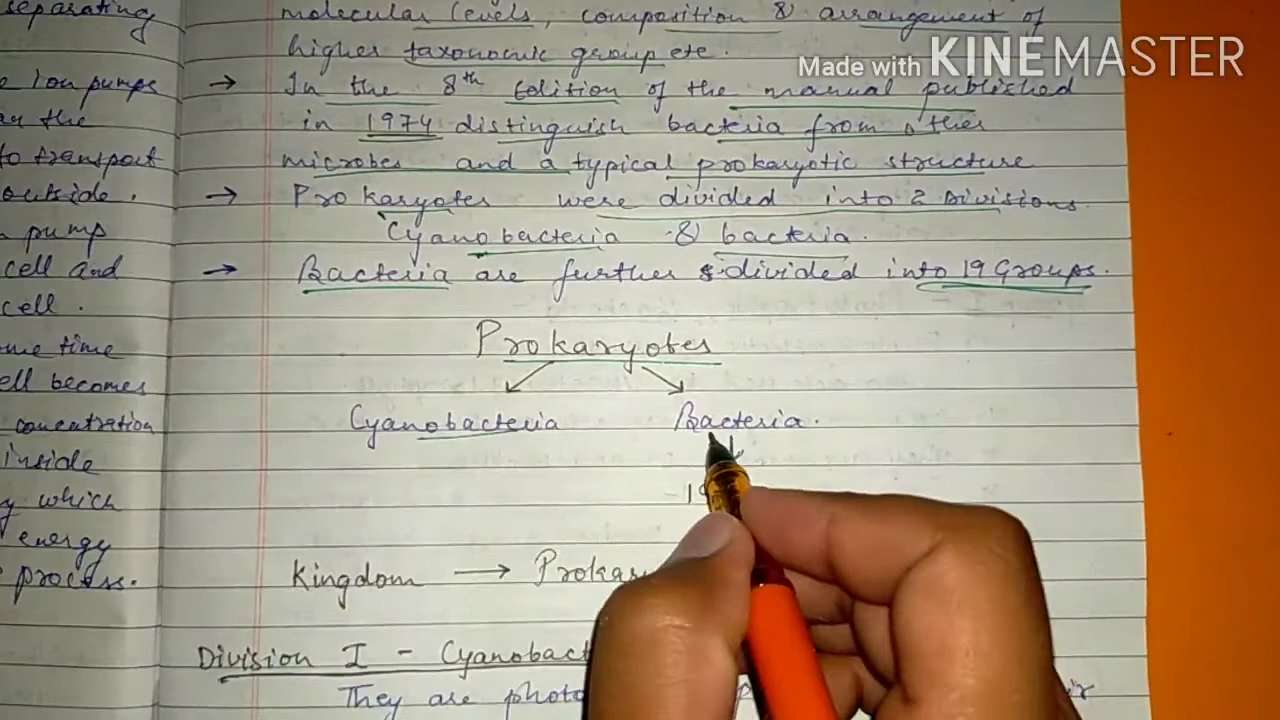 separating
e Ion pumps
the
to transport
outside.
pump
cell and
cell.
me time
ell becomes
concentration
inside
which
energy
process.
molecular levels, composition & arrangement of
higher taxonomic group etc.
→ In the 8th Edition of the manual published
in 1974 distinguish bacteria from other
microbes and a typical prokaryotic structure
→ Prokaryotes were divided into 2 Divisions
Cyanobacteria & bacteria.
→ Bacteria are further divided into 19 Groups.
Prokaryotes
Cyanobacteria Bacteria.
Kingdom → Prokar
Division I - Cyanobact
They are photo
Made with KINEMASTER